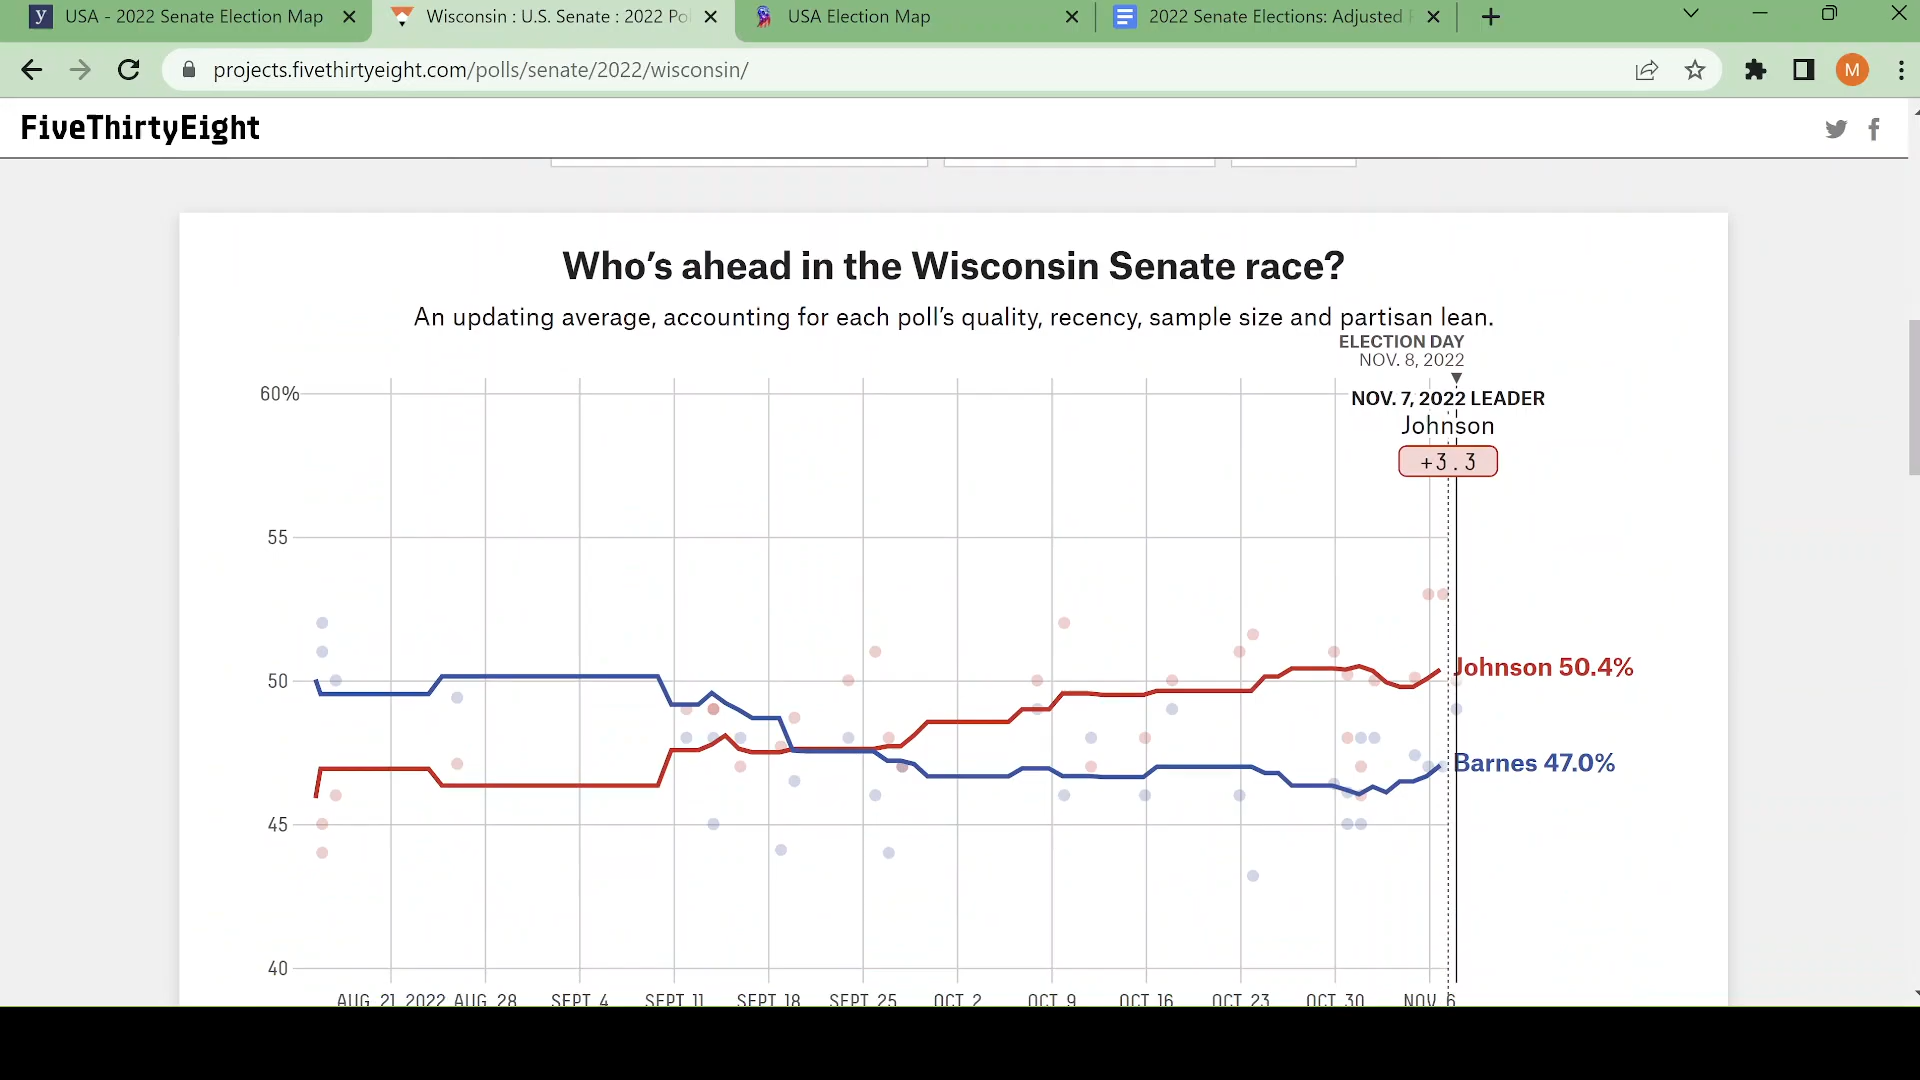 USA - 2022 Senate Election Map
Wisconsin : U.S. Senate : 2022 Po
USA Election Map
2022 Senate Elections: Adjusted
projects.fivethirtyeight.com/polls/senate/2022/wisconsin/
M
FiveThirtyEight
Who's ahead in the Wisconsin Senate race?
An updating average, accounting for each poll's quality, recency, sample size and partisan lean.
ELECTION DAY
NOV. 8, 2022
NOV. 7, 2022 LEADER
Johnson
+3.3
60%
55
50
45
40
Johnson 50.4%
Barnes 47.0%
AUG. 21, 2022 AUG. 28 SEPT. 4 SEPT. 11 SEPT. 18 SEPT. 25 OCT. 2 OCT. 9 OCT. 16 OCT. 23 OCT. 30 NOV. 6